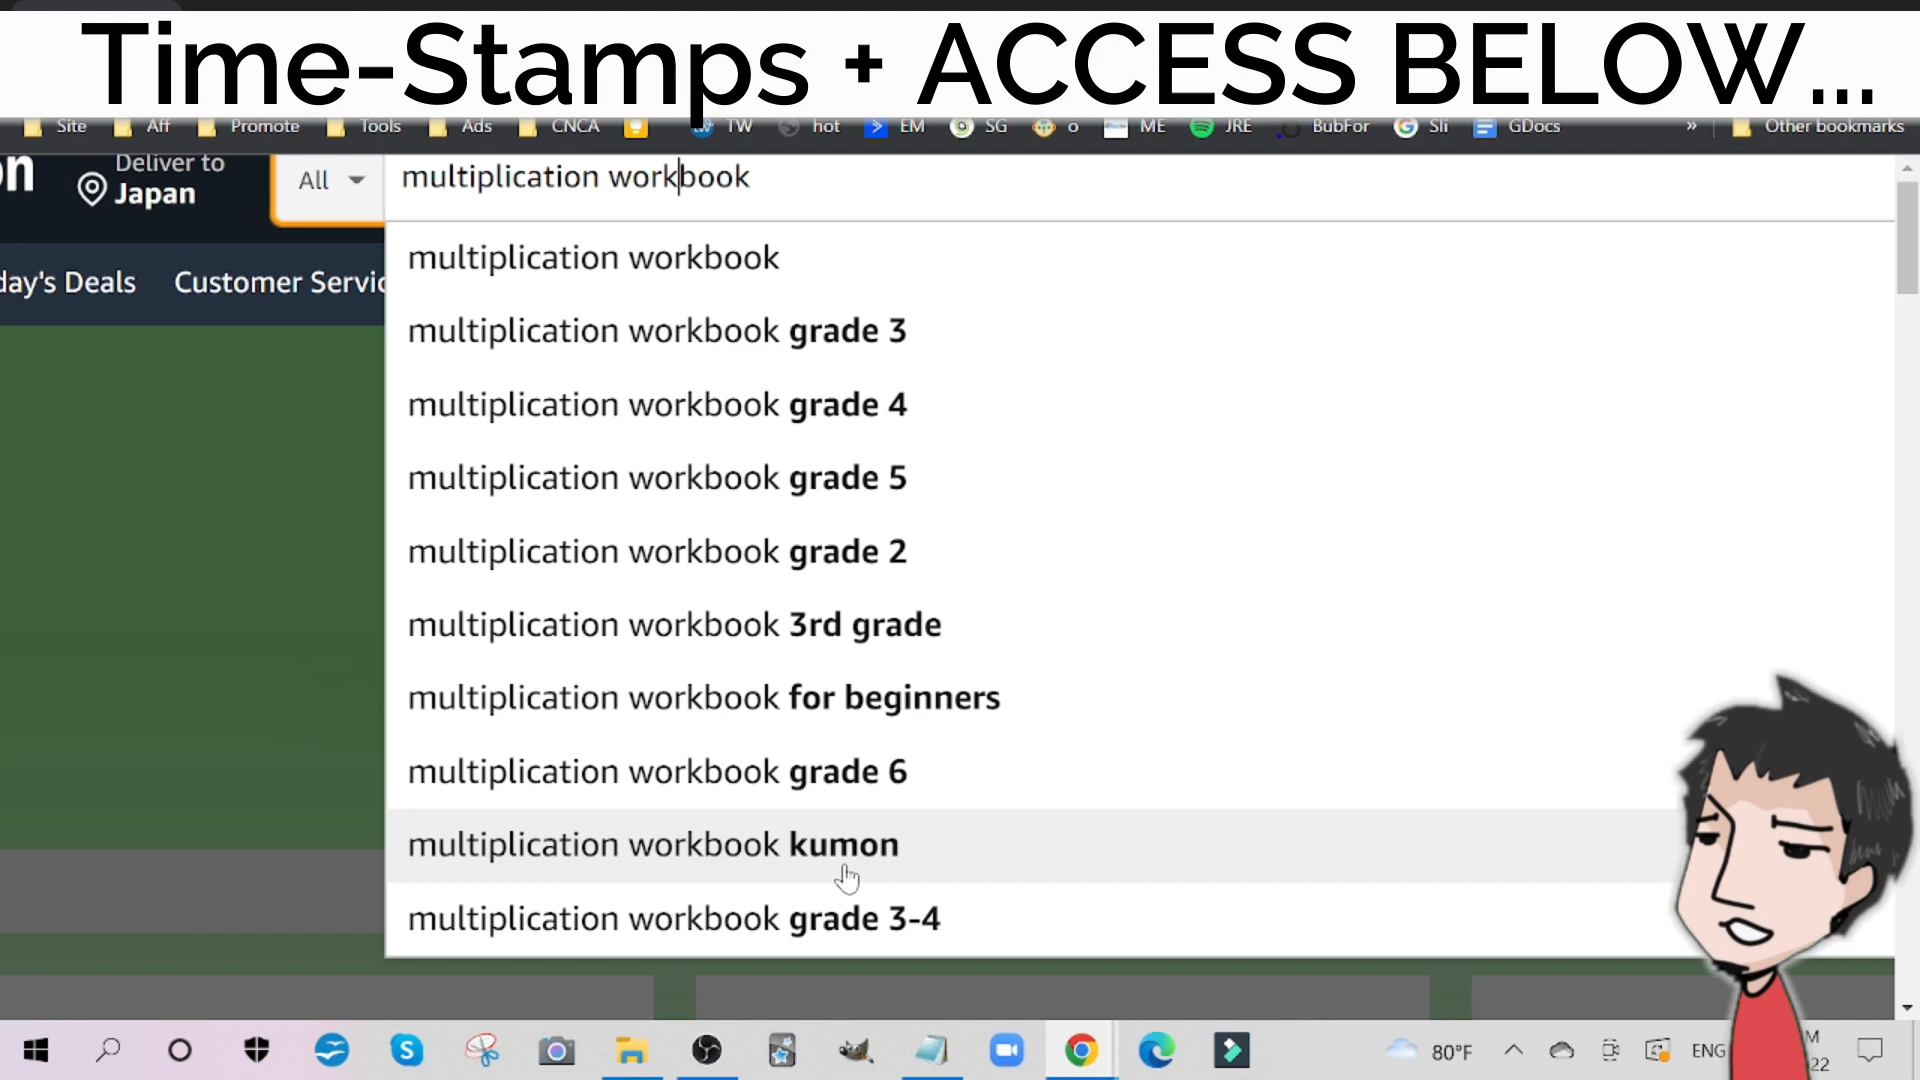 Time-Stamps + ACCESS BELOW...
Site Aff Promote Tools Ads CNCA TW hot EM SG o ME JRE BubFor Sli GDocs » Other bookmarks
on
Deliver to
Japan
All
multiplication workbook
day's Deals Customer Servic
multiplication workbook
multiplication workbook grade 3
multiplication workbook grade 4
multiplication workbook grade 5
multiplication workbook grade 2
multiplication workbook 3rd grade
multiplication workbook for beginners
multiplication workbook grade 6
multiplication workbook kumon
multiplication workbook grade 3-4
80°F ENG
M
22